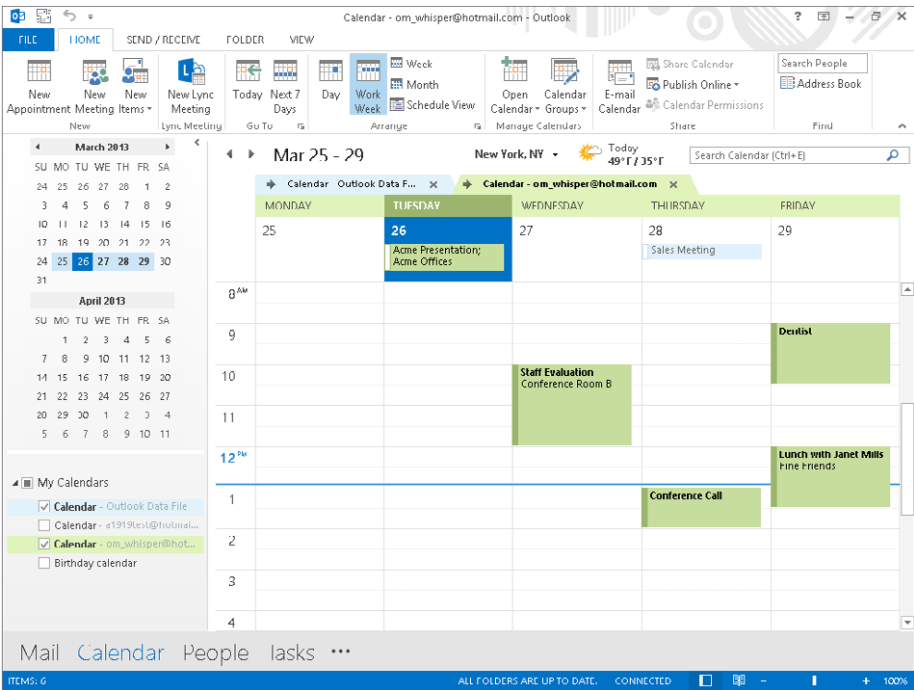 Calendar - om_whisper@hotmail.com - Outlook
?
FILE HOME SEND / RECEIVE FOLDER VIEW
New Appointment
New Meeting
New Items
New Lync Meeting
Today
Next 7 Days
Day
Work Week
Week
Month
Schedule View
Open Calendar
Calendar Groups
E-mail Calendar
Share Calendar
Publish Online
Calendar Permissions
Search People
Address Book
New Lync Meeting Go To Arrange Manage Calendars Share Find
March 2013
SU MO TU WE TH FR SA
24 25 26 27 28 1 2
3 4 5 6 7 8 9
10 11 12 13 14 15 16
17 18 19 20 21 22 23
24 25 26 27 28 29 30
31
April 2013
SU MO TU WE TH FR SA
1 2 3 4 5 6
7 8 9 10 11 12 13
14 15 16 17 18 19 20
21 22 23 24 25 26 27
28 29 30 1 2 3 4
5 6 7 8 9 10 11
My Calendars
Calendar - Outlook Data File
Calendar - a1919test@hotmai...
Calendar - om_whisper@hot...
Birthday calendar
Mar 25 - 29
New York, NY
Today
49°F / 35°F
Search Calendar (Ctrl+E)
Calendar Outlook Data F...
Calendar - om_whisper@hotmail.com
MONDAY TUESDAY WEDNESDAY THURSDAY FRIDAY
25 26 27 28 29
Acme Presentation;
Acme Offices
Sales Meeting
8 AM
9
Dentist
10
Staff Evaluation
Conference Room B
11
12 PM
Lunch with Janet Mills
Fine Friends
1
Conference Call
2
3
4
Mail Calendar People Tasks ...
ITEMS: 6
ALL FOLDERS ARE UP TO DATE. CONNECTED
100%